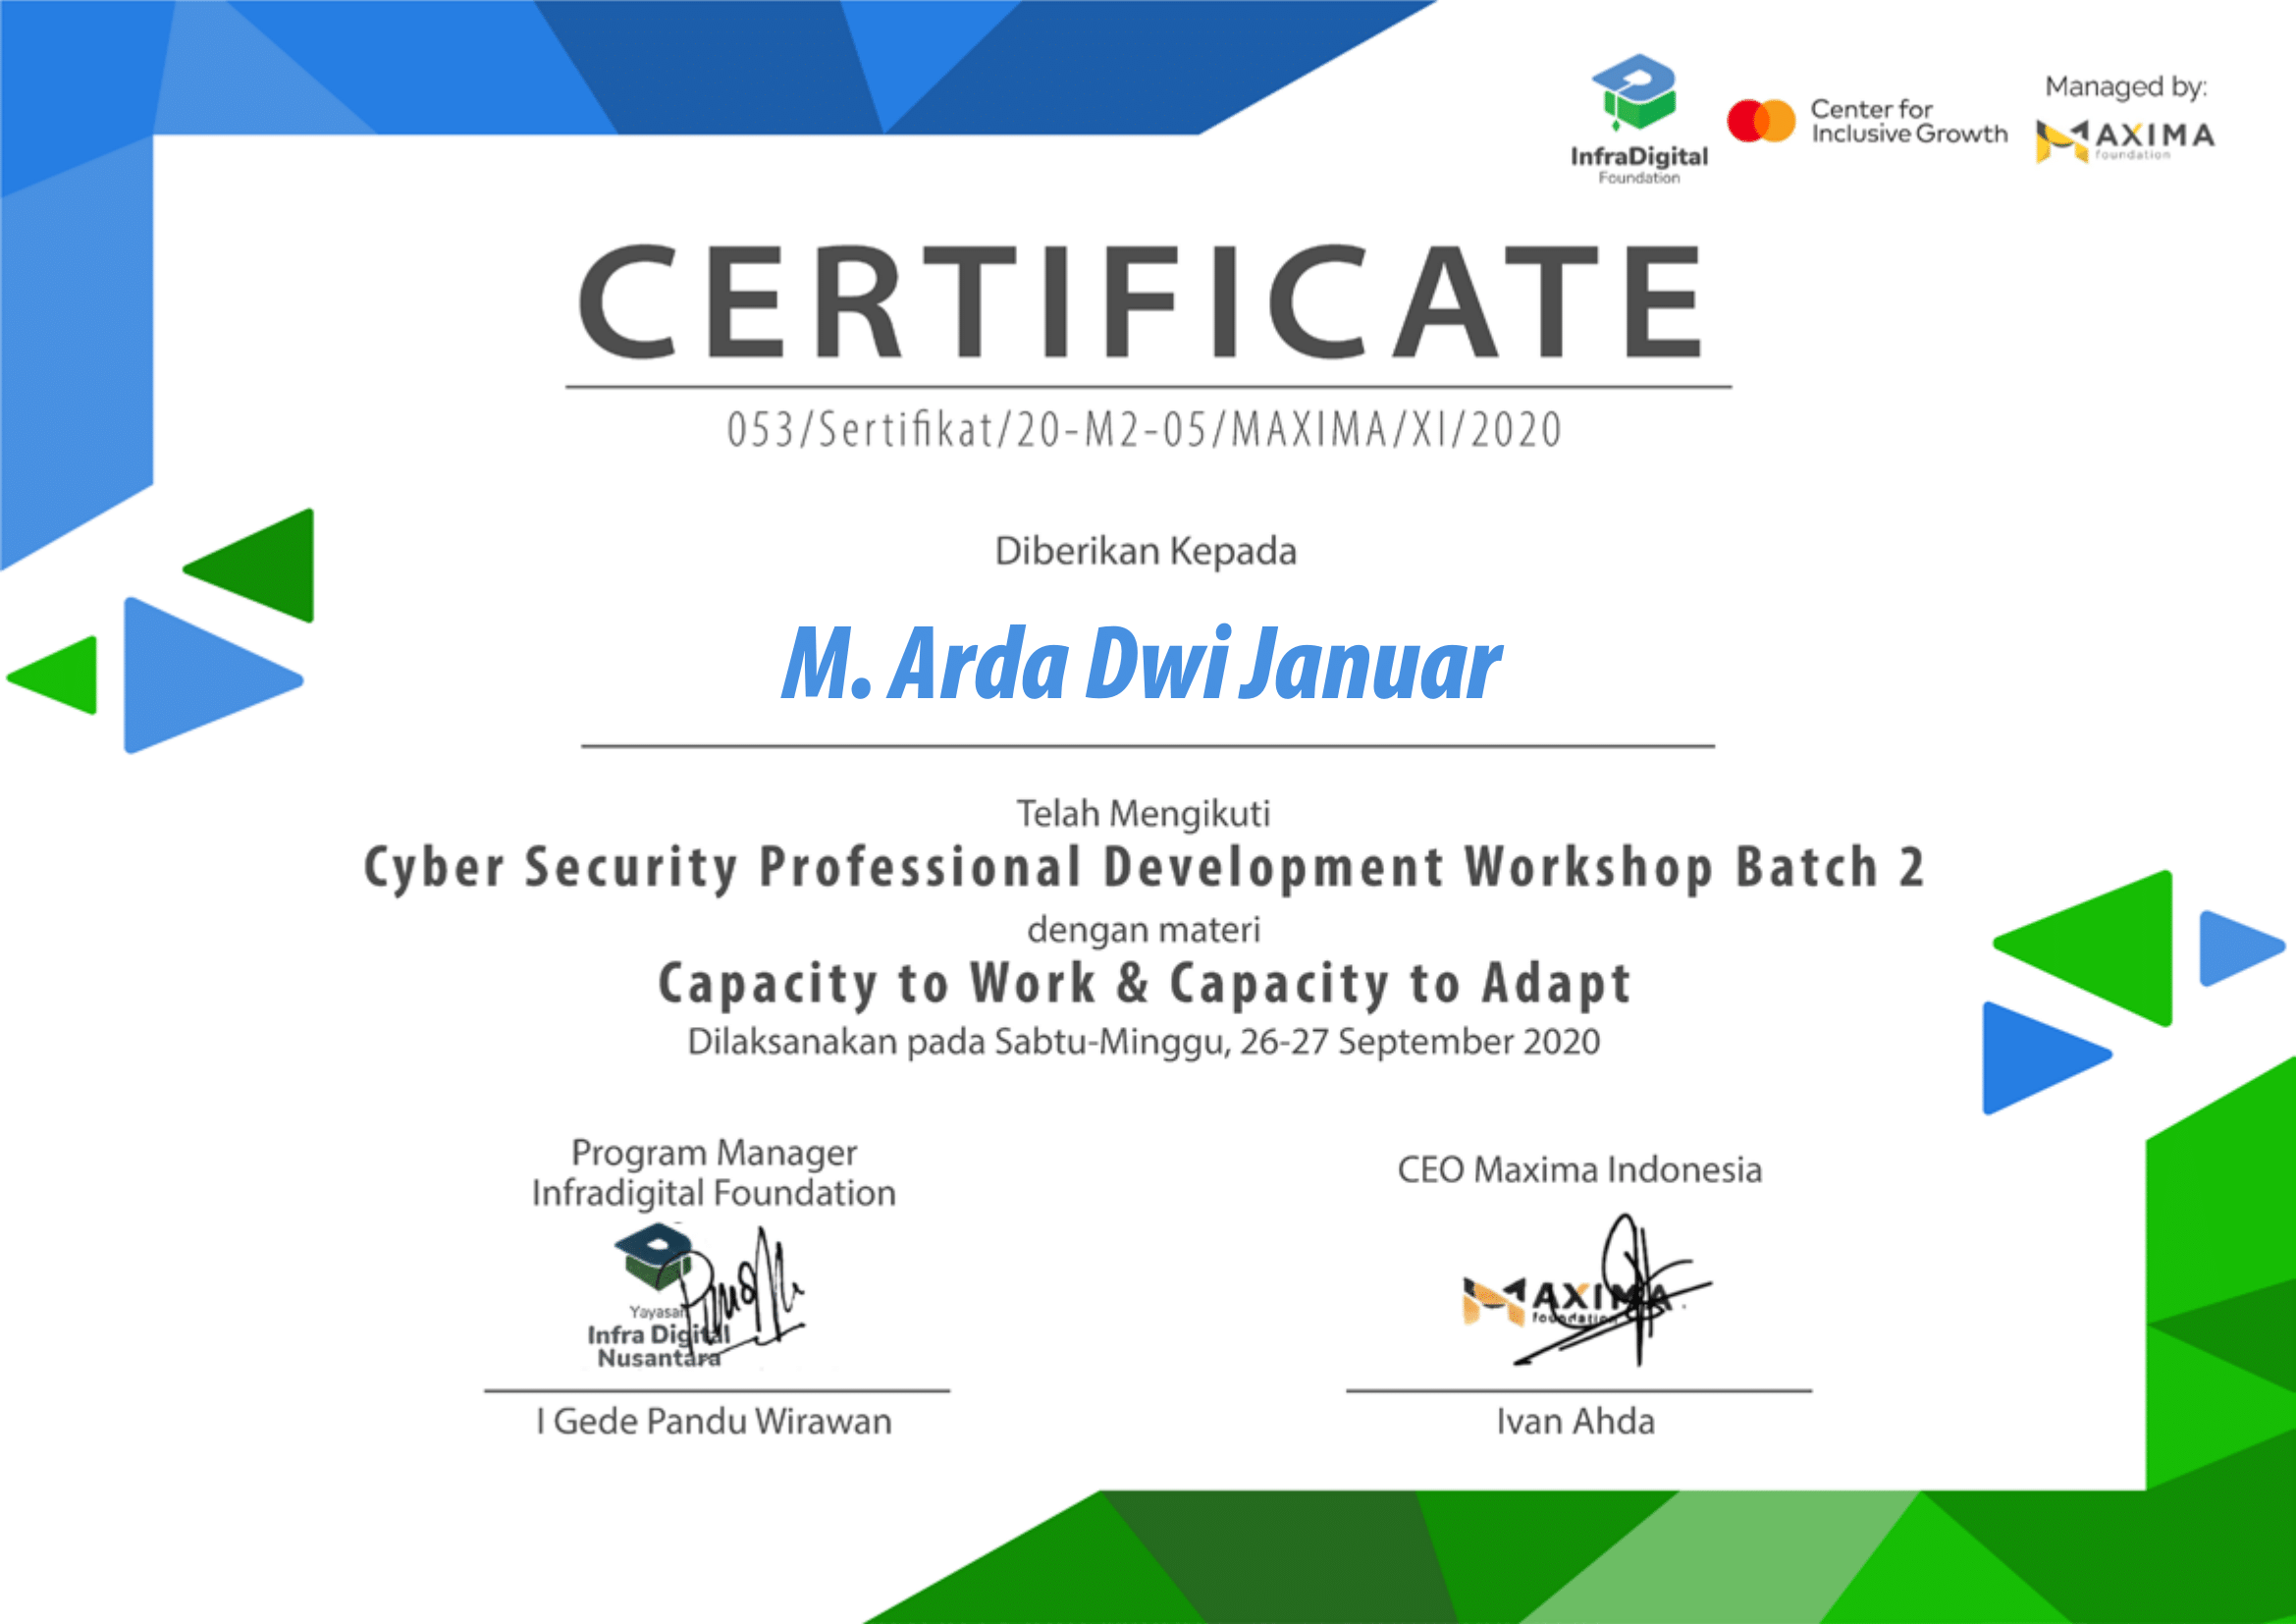 InfraDigital
Foundation
Center for
Inclusive Growth
Managed by:
MAXIMA
foundation
CERTIFICATE
053/Sertifikat/20-M2-05/MAXIMA/XI/2020
Diberikan Kepada
M. Arda Dwi Januar
Telah Mengikuti
Cyber Security Professional Development Workshop Batch 2
dengan materi
Capacity to Work & Capacity to Adapt
Dilaksanakan pada Sabtu-Minggu, 26-27 September 2020
Program Manager
Infradigital Foundation
Yayasan
Infra Digital
Nusantara
I Gede Pandu Wirawan
CEO Maxima Indonesia
MAXIMA
foundation
Ivan Ahda